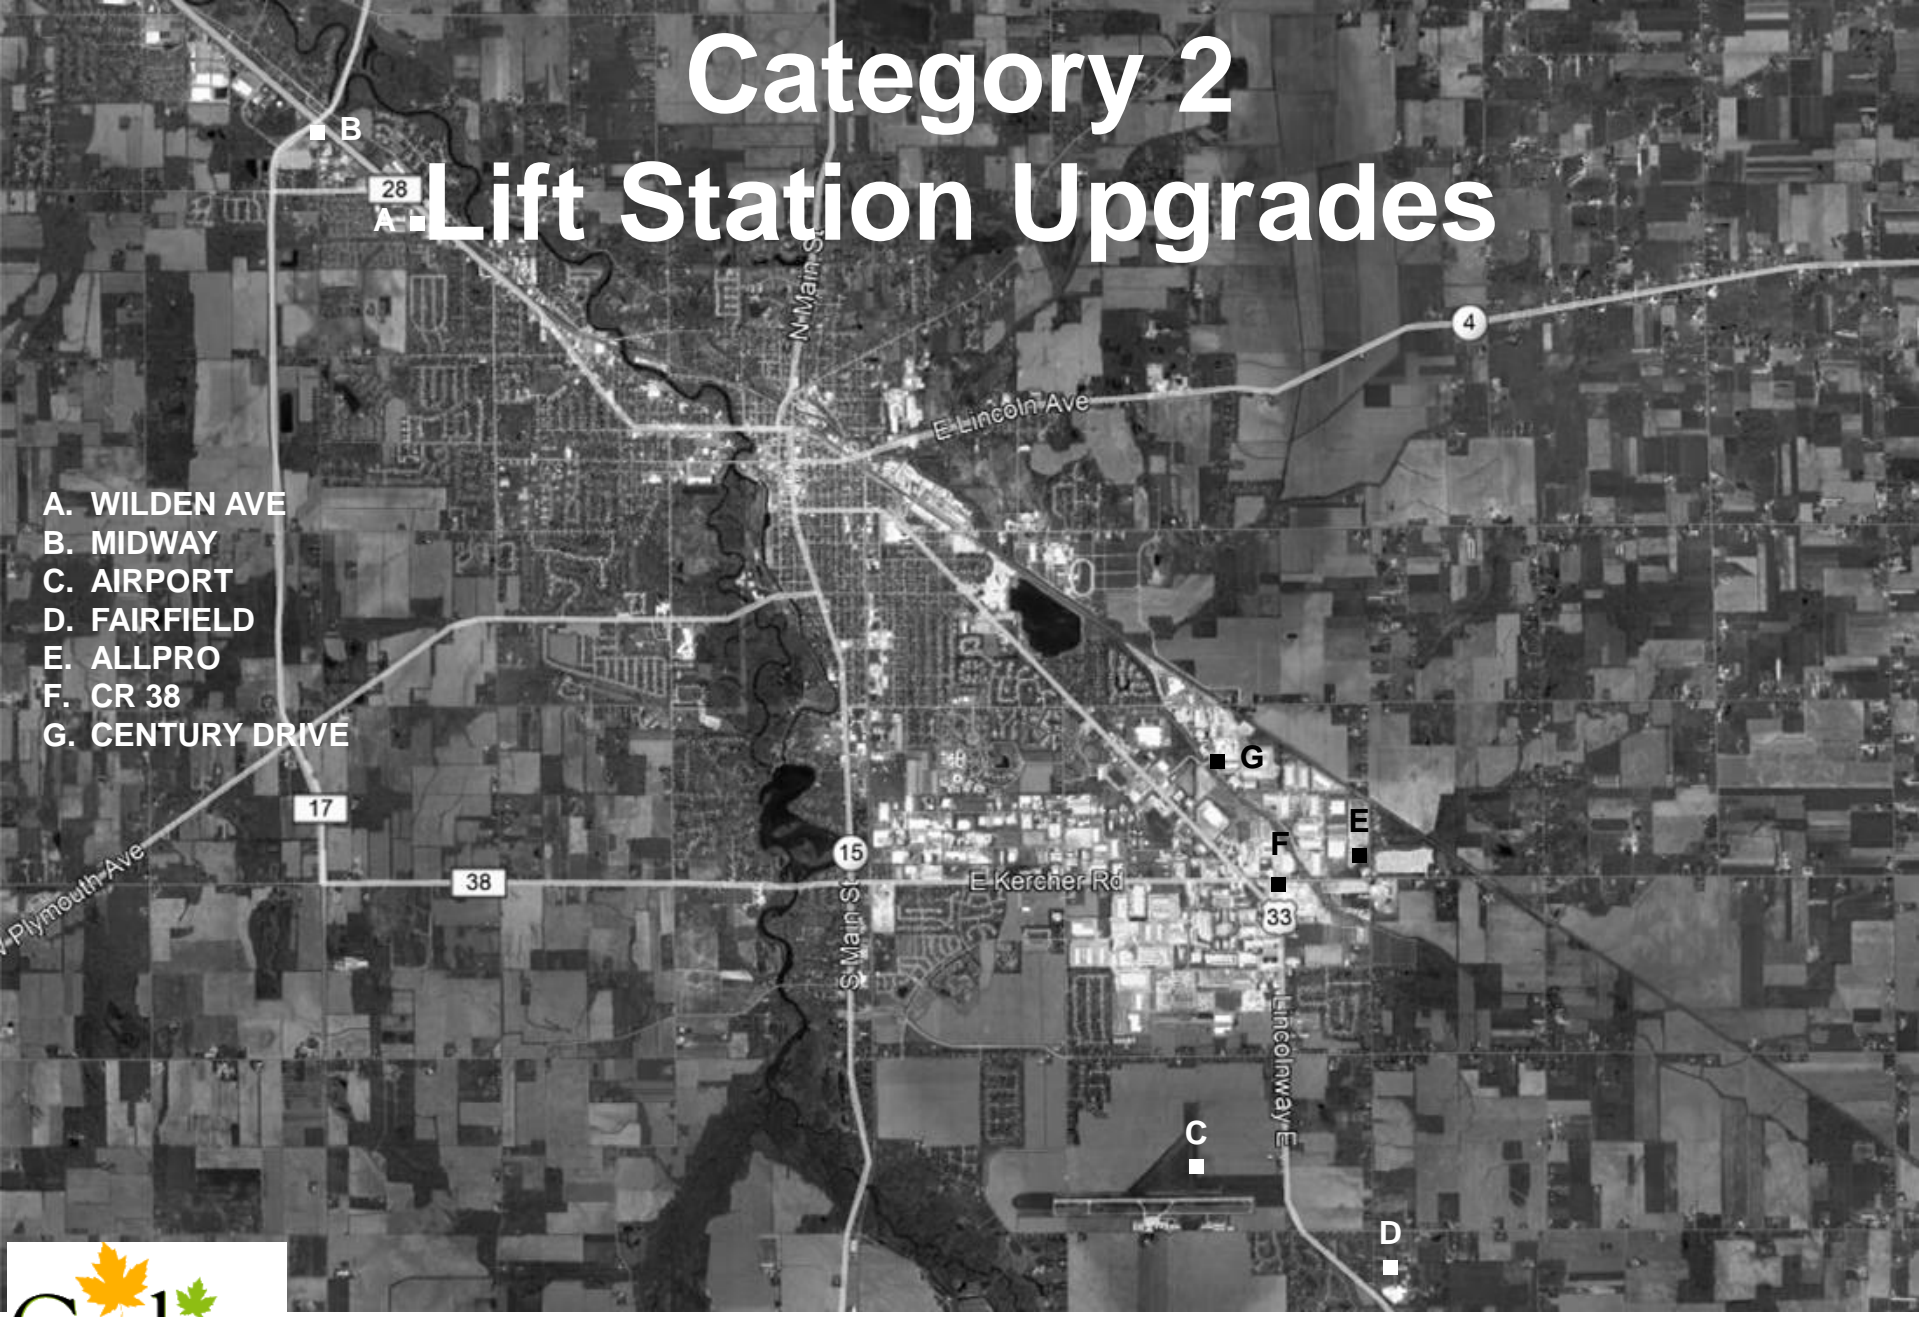 Category 2
Lift Station Upgrades
B
28
A
N Main St
4
E Lincoln Ave
A. WILDEN AVE
B. MIDWAY
C. AIRPORT
D. FAIRFIELD
E. ALLPRO
F. CR 38
G. CENTURY DRIVE
G
17
E
F
15
Plymouth Ave
38
E Kercher Rd
33
S Main St
Lincolnway E
C
D